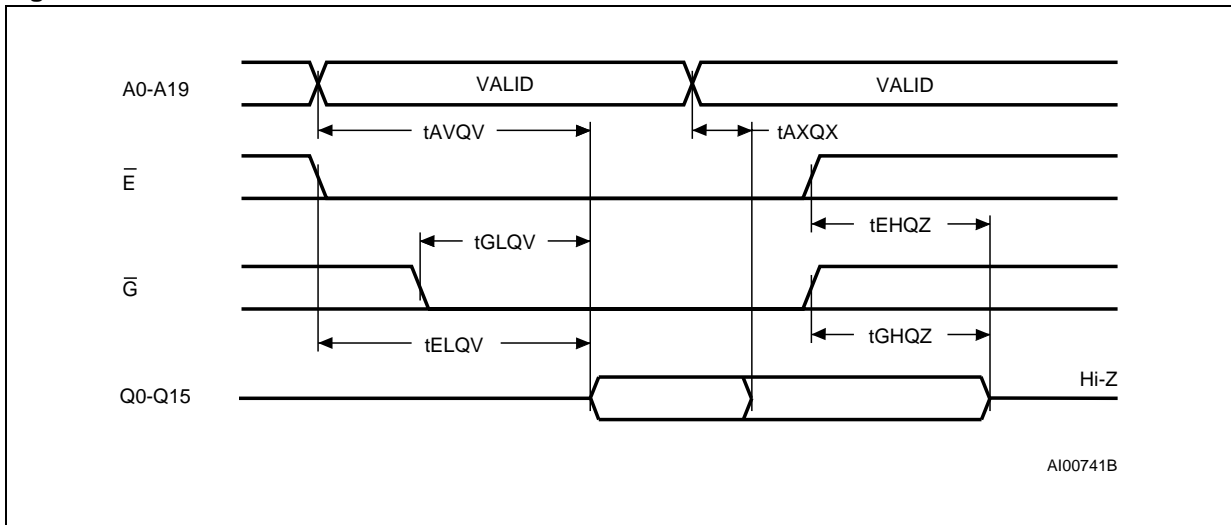 A0-A19
VALID
VALID
tAVQV
tAXQX
E̅
tEHQZ
tGLQV
G̅
tGHQZ
tELQV
Q0-Q15
Hi-Z
AI00741B